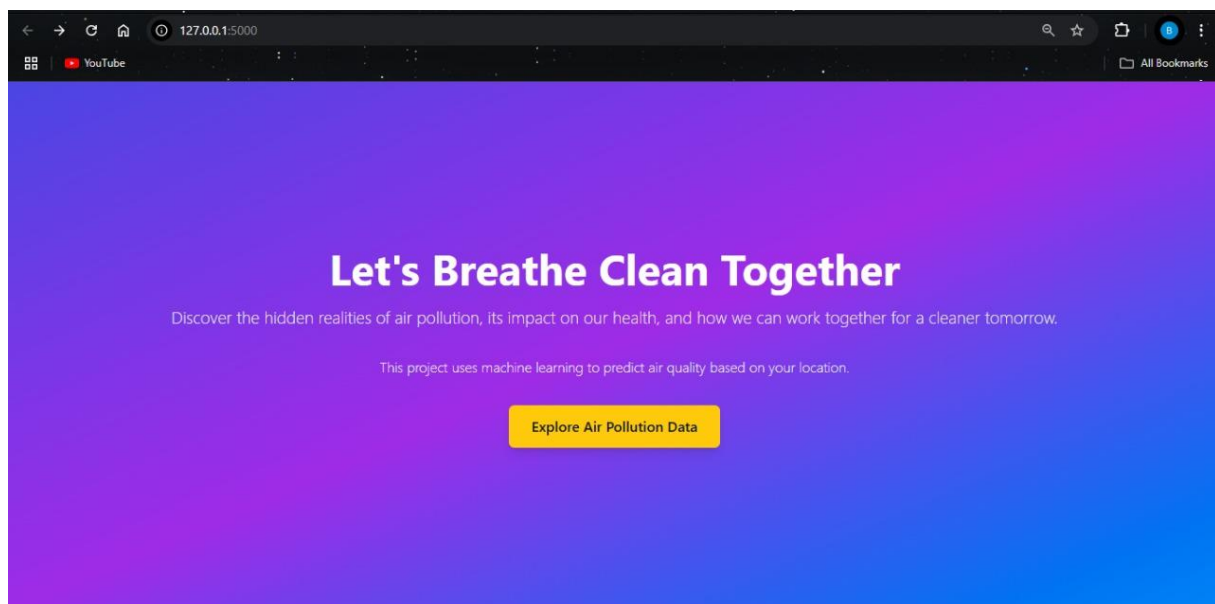 127.0.0.1:5000
B
YouTube
All Bookmarks
Let's Breathe Clean Together
Discover the hidden realities of air pollution, its impact on our health, and how we can work together for a cleaner tomorrow.
This project uses machine learning to predict air quality based on your location.
Explore Air Pollution Data